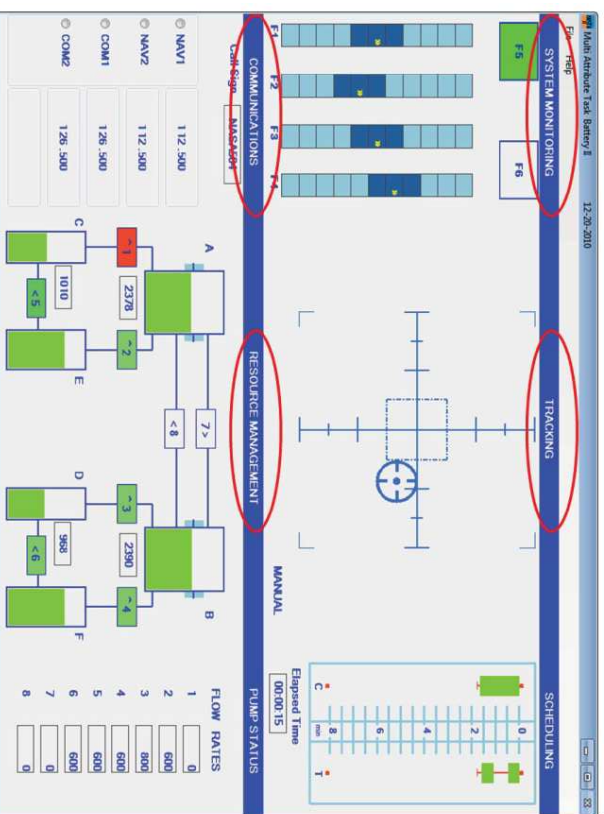 Multi Attribute Task Battery II 12-20-2010
File Help
SYSTEM MONITORING
TRACKING
SCHEDULING
F5
F6
F1
F2
F3
F4
MANUAL
0
2
4
6
8
min
C
T
Elapsed Time
00:00:15
COMMUNICATIONS
RESOURCE MANAGEMENT
PUMP STATUS
Call Sign NASA504
NAV1 112.500
NAV2 112.500
COM1 126.500
COM2 126.500
A
B
7 >
< 8
2378
2390
^ 1
^ 2
^ 3
^ 4
1010
968
C
E
D
F
< 5
< 6
FLOW RATES
1 0
2 600
3 800
4 600
5 600
6 600
7 0
8 0